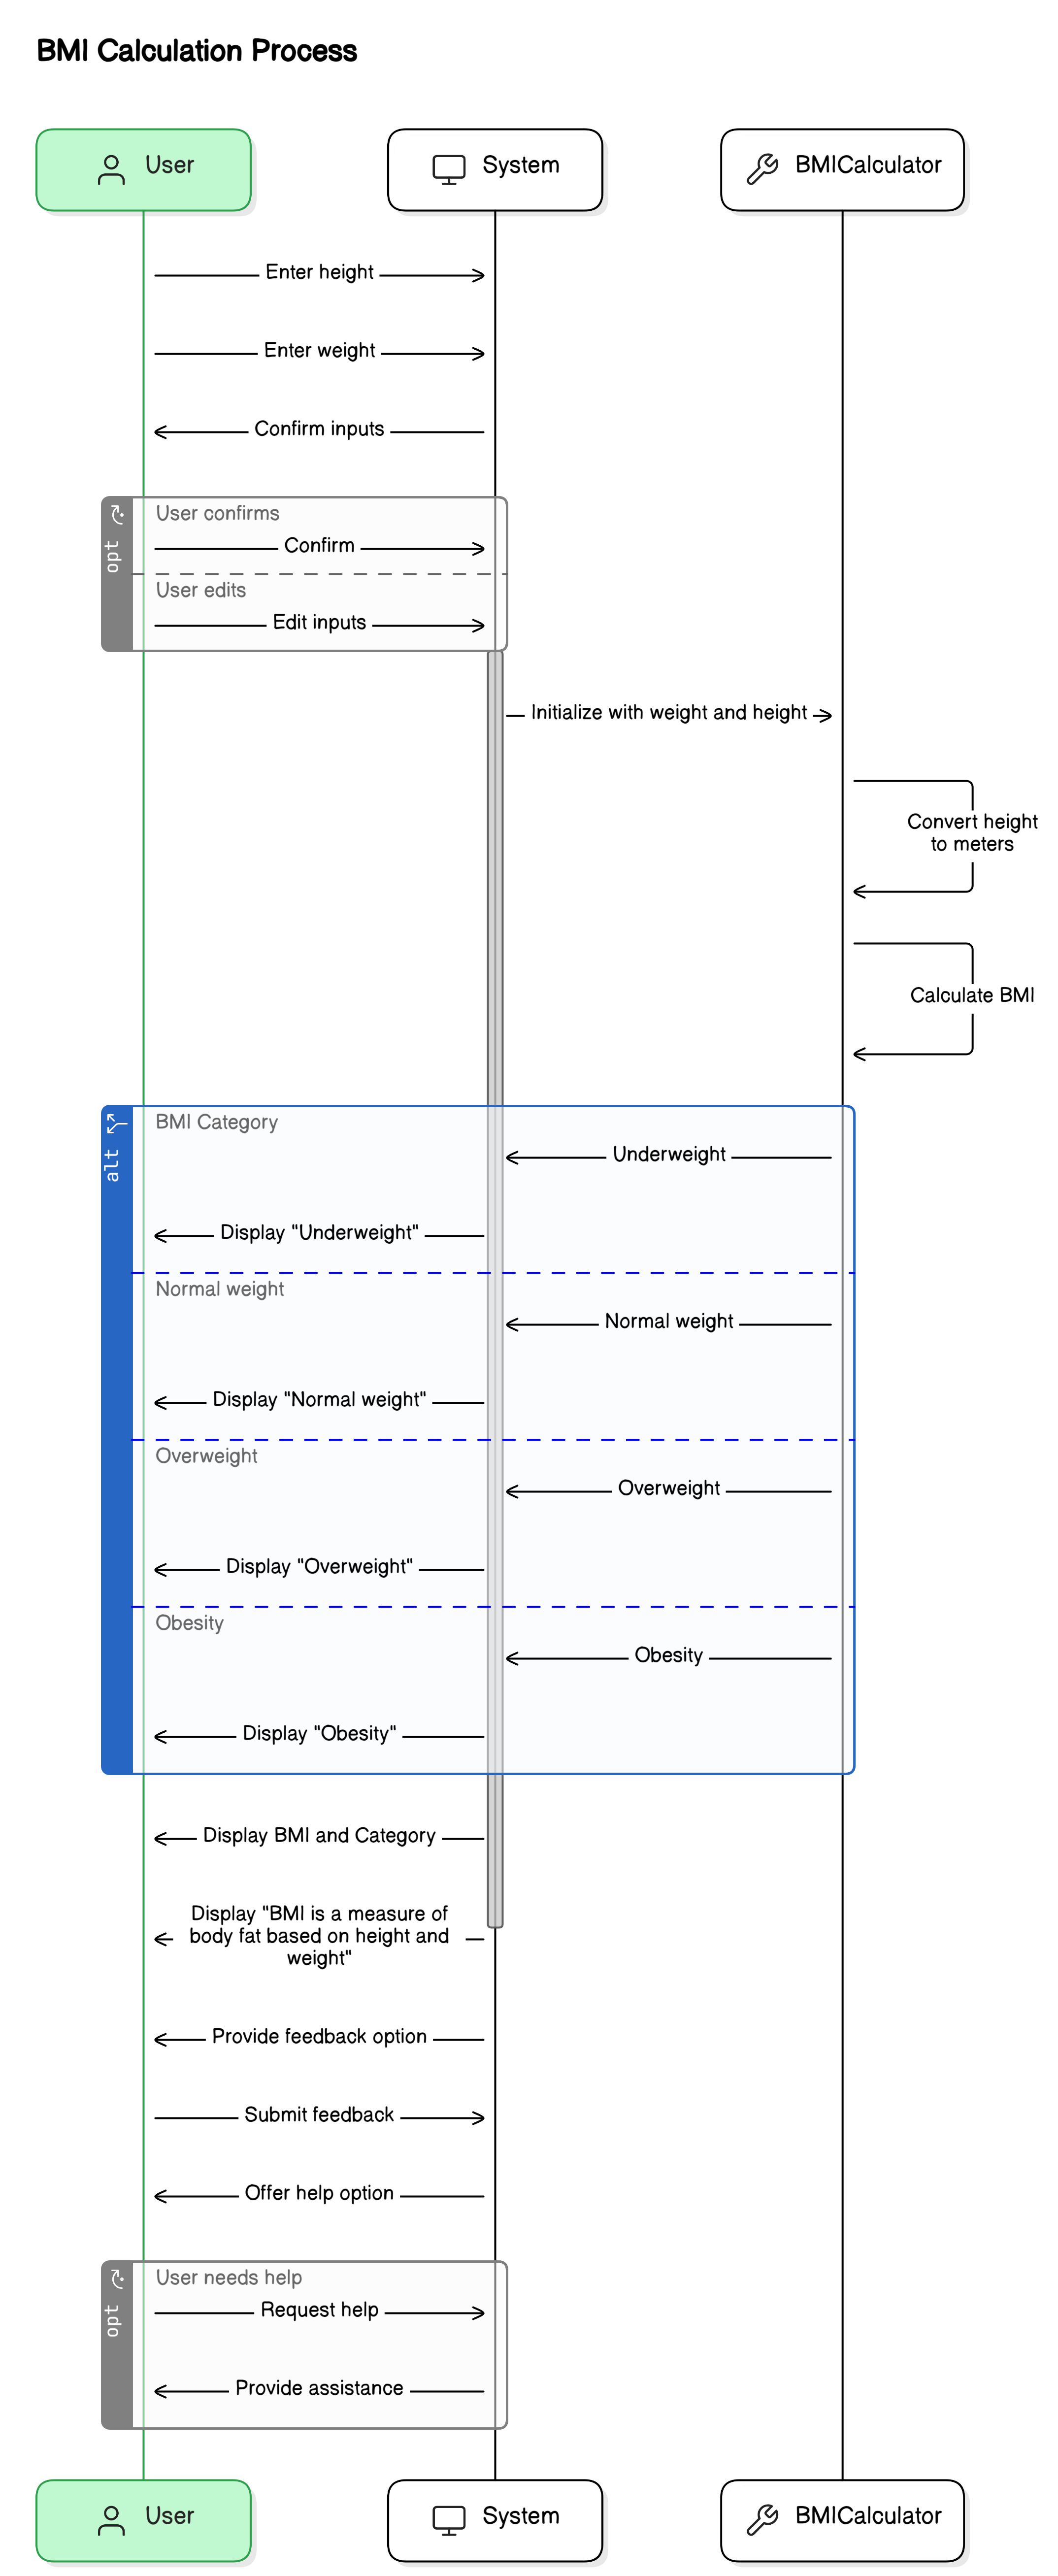 BMI Calculation Process
User
System
BMICalculator
Enter height
Enter weight
Confirm inputs
opt
User confirms
Confirm
User edits
Edit inputs
Initialize with weight and height
Convert height
to meters
Calculate BMI
alt
BMI Category
Underweight
Display "Underweight"
Normal weight
Normal weight
Display "Normal weight"
Overweight
Overweight
Display "Overweight"
Obesity
Obesity
Display "Obesity"
Display BMI and Category
Display "BMI is a measure of
body fat based on height and
weight"
Provide feedback option
Submit feedback
Offer help option
opt
User needs help
Request help
Provide assistance
User
System
BMICalculator